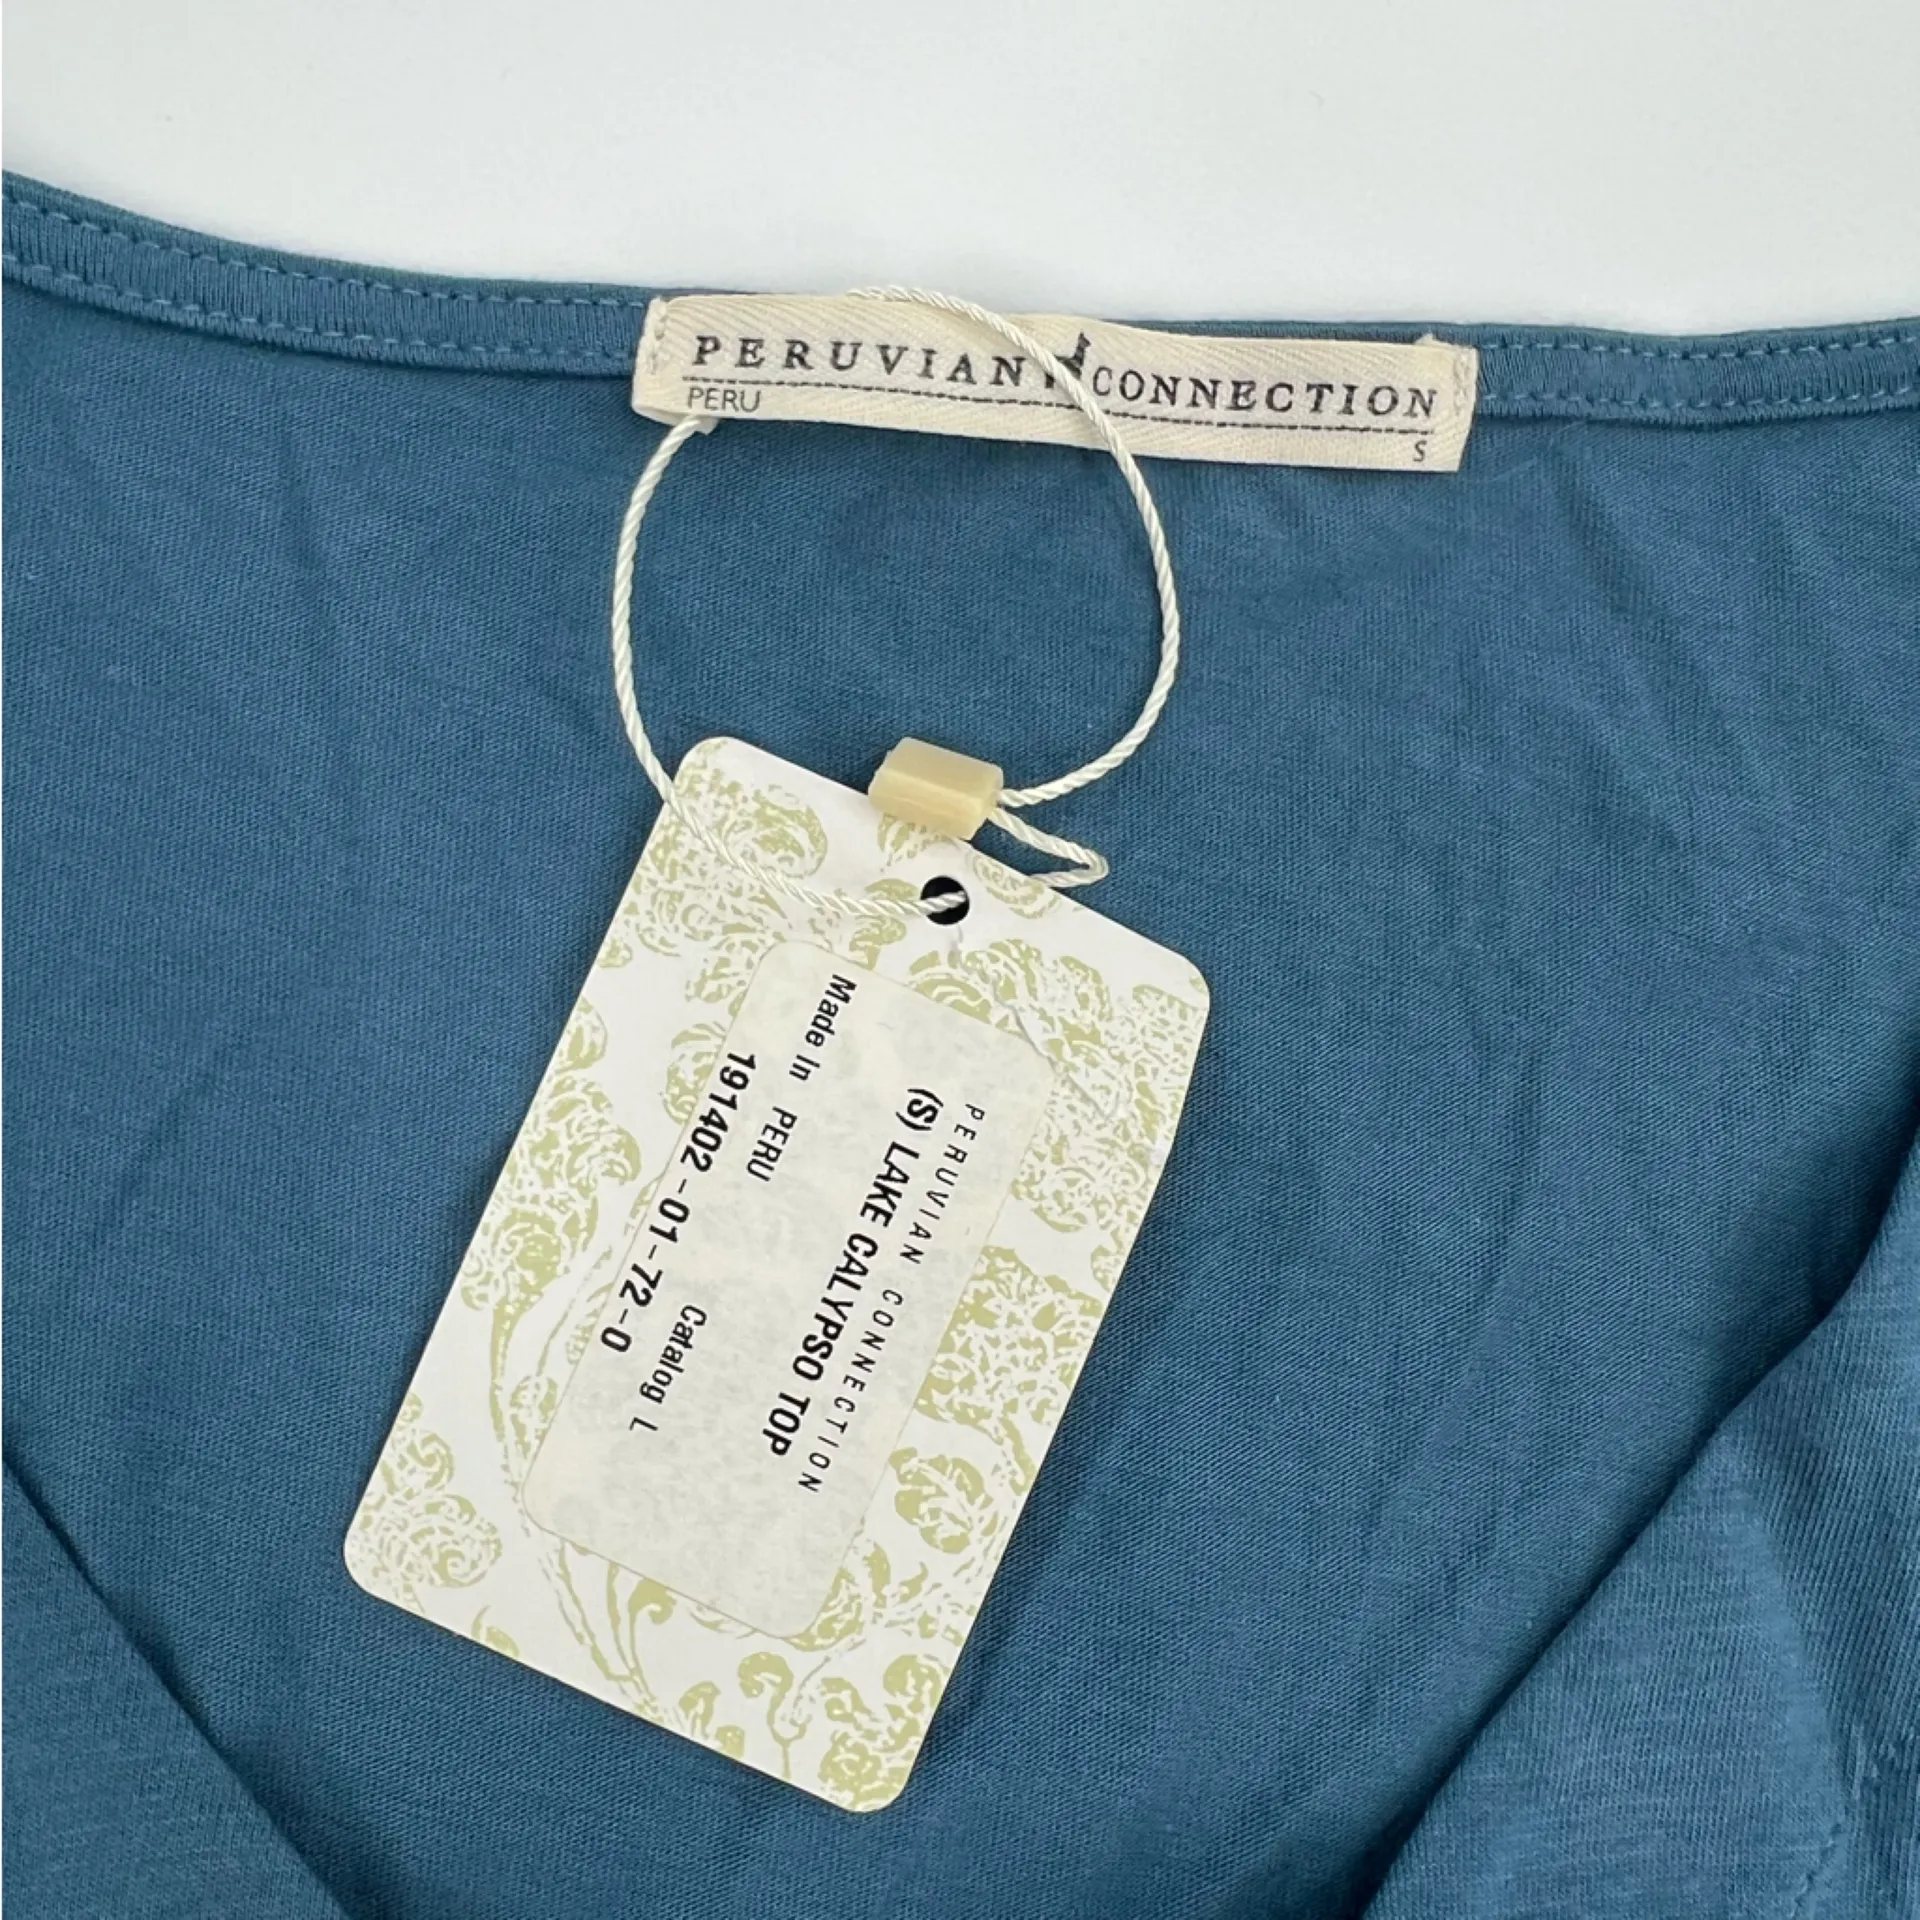 PERUVIAN CONNECTION
PERU
S
PERUVIAN CONNECTION
(S) LAKE CALYPSO TOP
Made In PERU Catalog L
191402-01-72-0